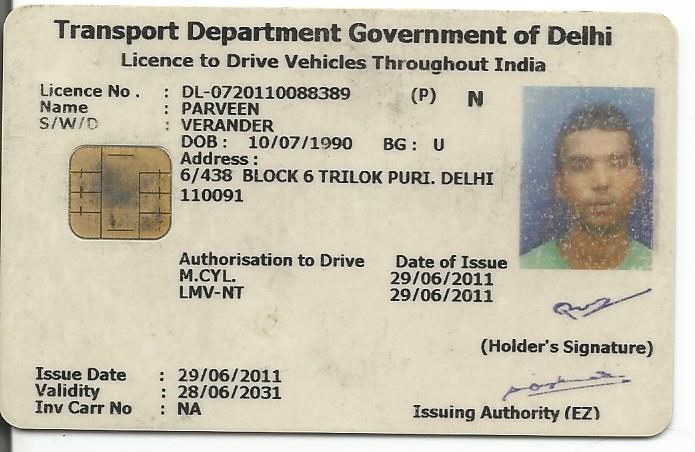 Transport Department Government of Delhi
Licence to Drive Vehicles Throughout India
Licence No . : DL-0720110088389 (P) N
Name : PARVEEN
S/W/D : VERANDER
DOB : 10/07/1990 BG : U
Address :
6/438 BLOCK 6 TRILOK PURI. DELHI
110091
Authorisation to Drive Date of Issue
M.CYL. 29/06/2011
LMV-NT 29/06/2011
(Holder's Signature)
Issue Date : 29/06/2011
Validity : 28/06/2031
Inv Carr No : NA
Issuing Authority (EZ)